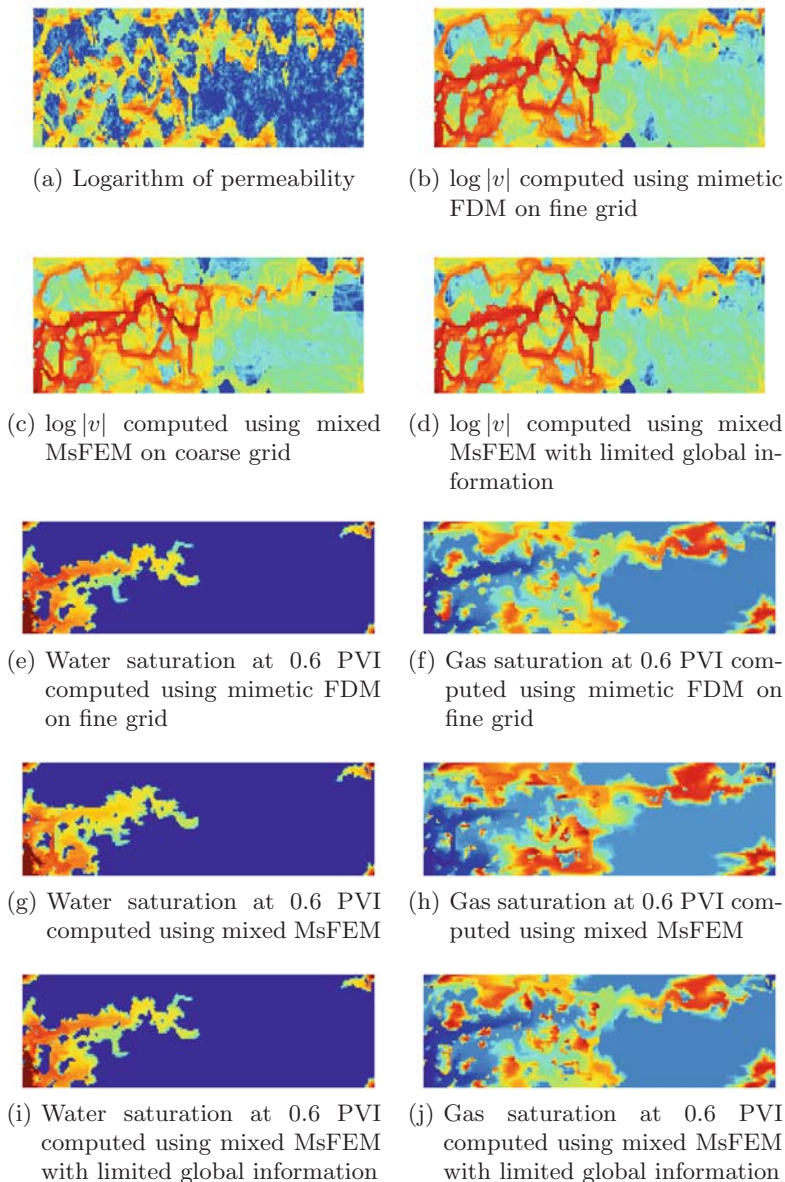 (a) Logarithm of permeability
(b) log |v| computed using mimetic
FDM on fine grid
(c) log |v| computed using mixed
MsFEM on coarse grid
(d) log |v| computed using mixed
MsFEM with limited global in-
formation
(e) Water saturation at 0.6 PVI
computed using mimetic FDM
on fine grid
(f) Gas saturation at 0.6 PVI com-
puted using mimetic FDM on
fine grid
(g) Water saturation at 0.6 PVI
computed using mixed MsFEM
(h) Gas saturation at 0.6 PVI com-
puted using mixed MsFEM
(i) Water saturation at 0.6 PVI
computed using mixed MsFEM
with limited global information
(j) Gas saturation at 0.6 PVI
computed using mixed MsFEM
with limited global information